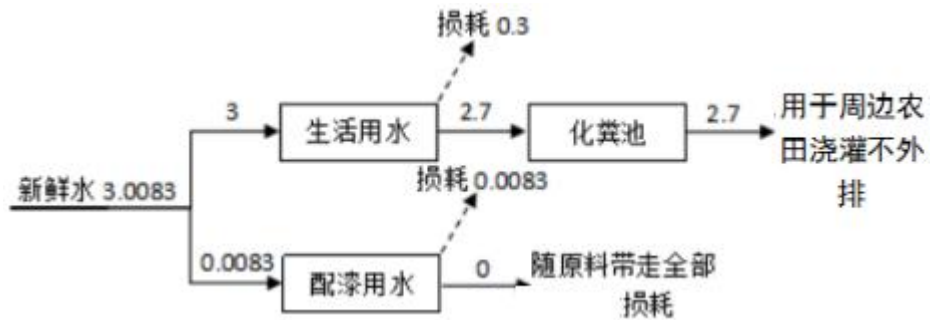 损耗 0.3
3
生活用水
2.7
化粪池
2.7
用于周边农
田浇灌不外
排
新鲜水 3.0083
损耗 0.0083
0.0083
配漆用水
0
随原料带走全部
损耗